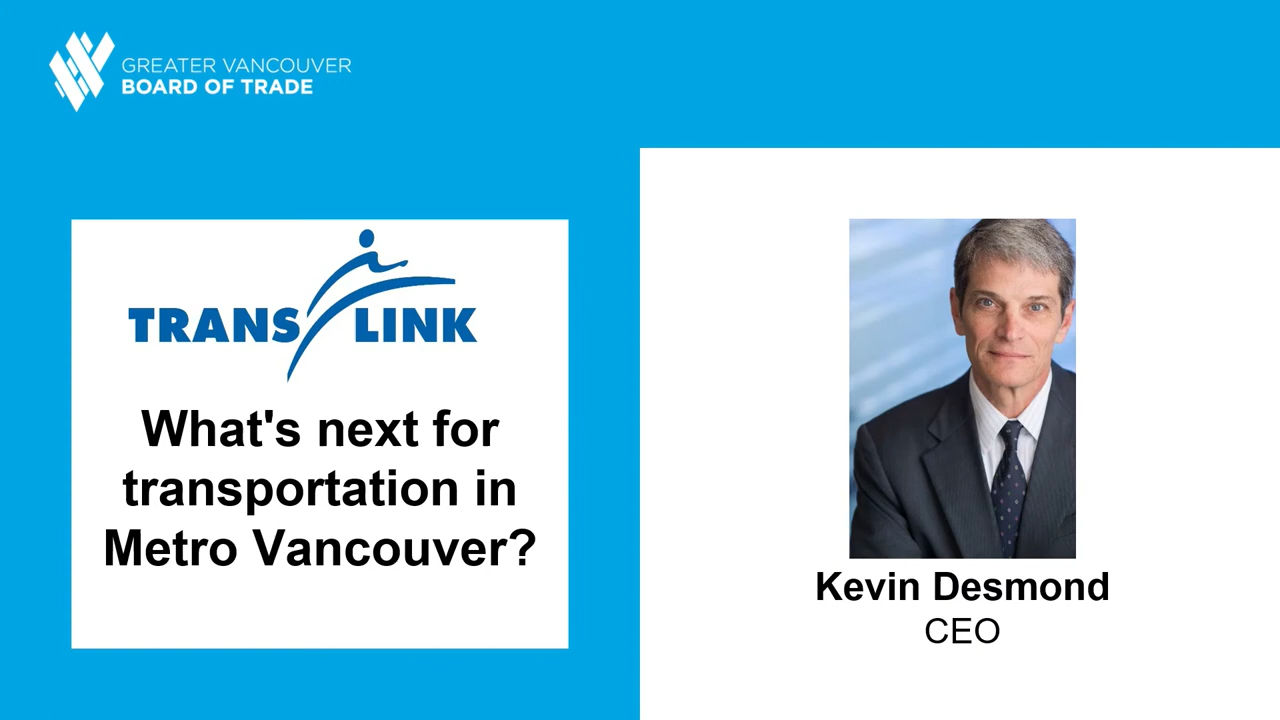 GREATER VANCOUVER
BOARD OF TRADE
TRANS LINK
What's next for
transportation in
Metro Vancouver?
Kevin Desmond
CEO